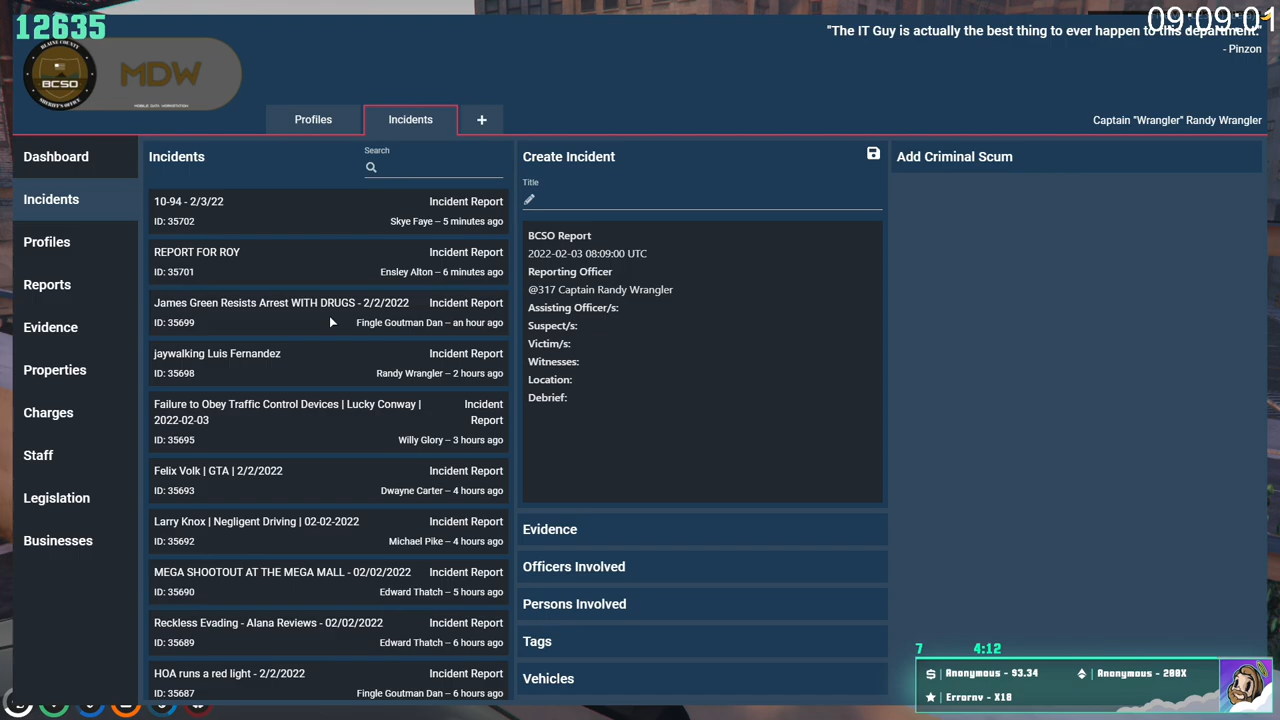 12635
09:09:01
"The IT Guy is actually the best thing to ever happen to this department."
- Pinzon
BLAINE COUNTY
BCSO
SHERIFF'S OFFICE
MDW
MOBILE DATA WORKSTATION
Profiles
Incidents
+
Captain "Wrangler" Randy Wrangler
Dashboard
Incidents
Profiles
Reports
Evidence
Properties
Charges
Staff
Legislation
Businesses
Incidents
Search
10-94 - 2/3/22 Incident Report
ID: 35702 Skye Faye – 5 minutes ago
REPORT FOR ROY Incident Report
ID: 35701 Ensley Alton – 6 minutes ago
James Green Resists Arrest WITH DRUGS - 2/2/2022 Incident Report
ID: 35699 Fingle Goutman Dan – an hour ago
jaywalking Luis Fernandez Incident Report
ID: 35698 Randy Wrangler – 2 hours ago
Failure to Obey Traffic Control Devices | Lucky Conway | Incident
2022-02-03 Report
ID: 35695 Willy Glory – 3 hours ago
Felix Volk | GTA | 2/2/2022 Incident Report
ID: 35693 Dwayne Carter – 4 hours ago
Larry Knox | Negligent Driving | 02-02-2022 Incident Report
ID: 35692 Michael Pike – 4 hours ago
MEGA SHOOTOUT AT THE MEGA MALL - 02/02/2022 Incident Report
ID: 35690 Edward Thatch – 5 hours ago
Reckless Evading - Alana Reviews - 02/02/2022 Incident Report
ID: 35689 Edward Thatch – 6 hours ago
HOA runs a red light - 2/2/2022 Incident Report
ID: 35687 Fingle Goutman Dan – 6 hours ago
Create Incident
Title
BCSO Report
2022-02-03 08:09:00 UTC
Reporting Officer
@317 Captain Randy Wrangler
Assisting Officer/s:
Suspect/s:
Victim/s:
Witnesses:
Location:
Debrief:
Evidence
Officers Involved
Persons Involved
Tags
Vehicles
Add Criminal Scum
7 4:12
Anonymous - 93.34 Anonymous - 200X
Errornv - X10